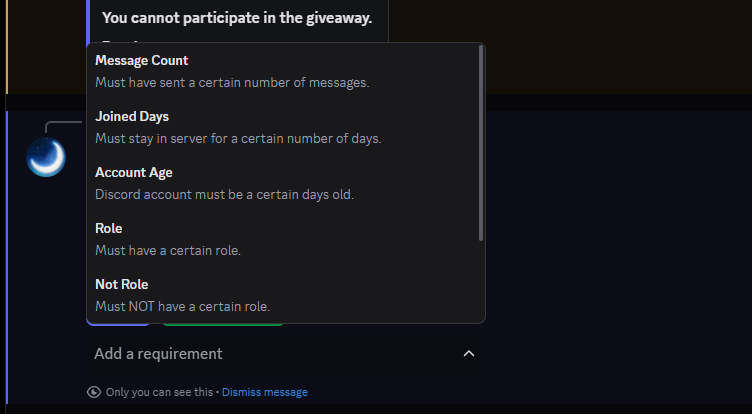 You cannot participate in the giveaway.
Message Count
Must have sent a certain number of messages.
Joined Days
Must stay in server for a certain number of days.
Account Age
Discord account must be a certain days old.
Role
Must have a certain role.
Not Role
Must NOT have a certain role.
Add a requirement
Only you can see this • Dismiss message